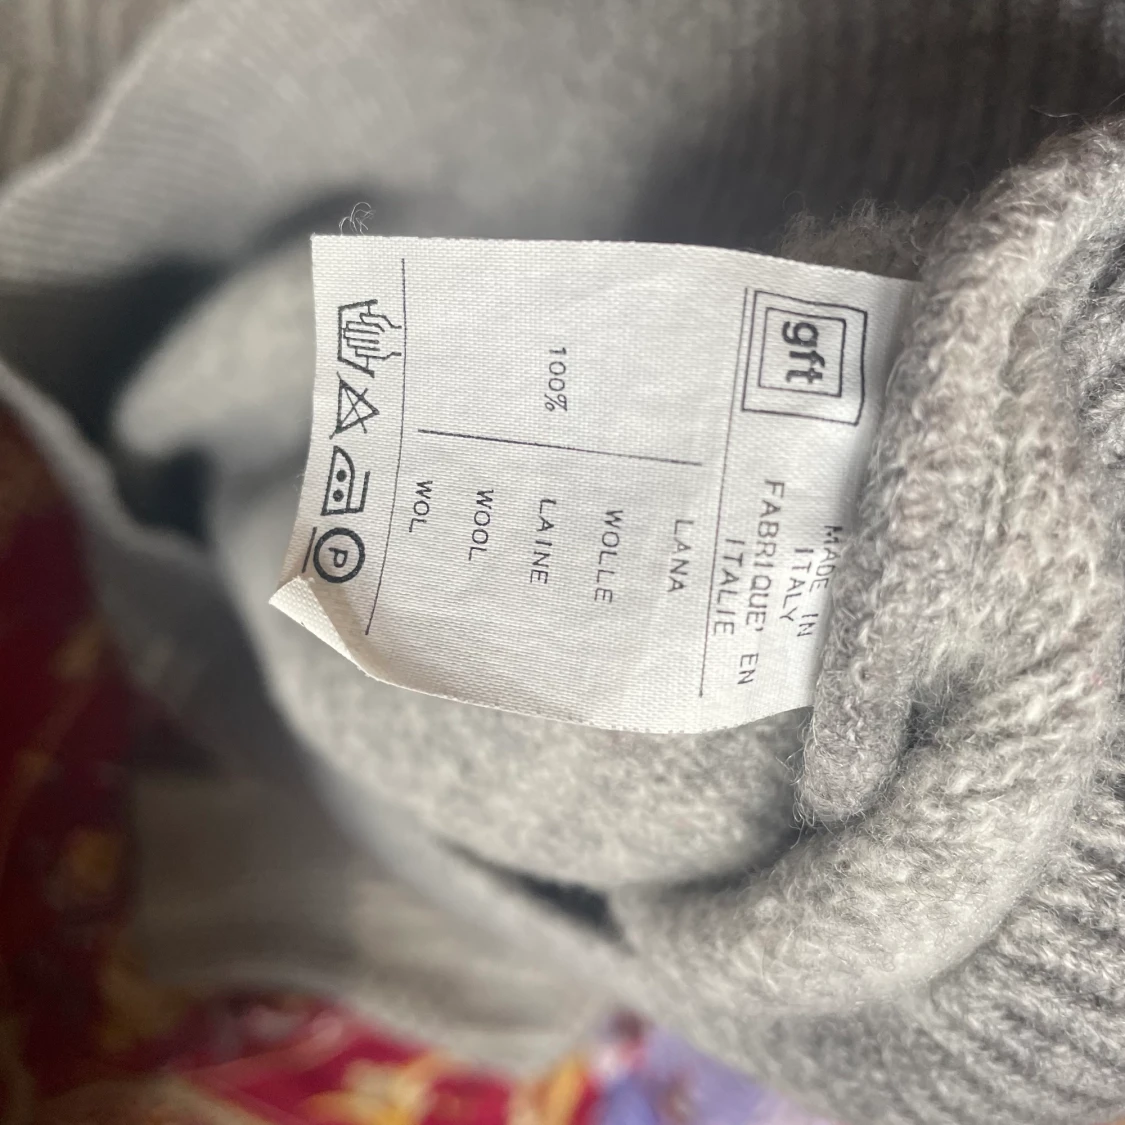 gft
MADE IN
ITALY
FABRIQUE' EN
ITALIE
LANA
WOLLE
100% LAINE
WOOL
WOL
P